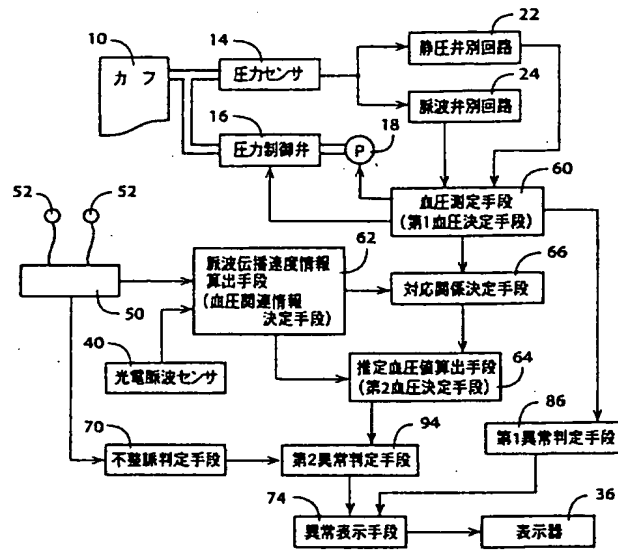 10
14
22
カフ
圧力センサ
静圧弁別回路
24
脈波弁別回路
16
圧力制御弁
P
18
52
52
60
血圧測定手段
(第1血圧決定手段)
62
脈波伝播速度情報
算出手段
(血圧関連情報
決定手段)
66
対応関係決定手段
50
40
光電脈波センサ
推定血圧値算出手段
(第2血圧決定手段)
64
86
第1異常判定手段
70
不整脈判定手段
94
第2異常判定手段
74
異常表示手段
36
表示器